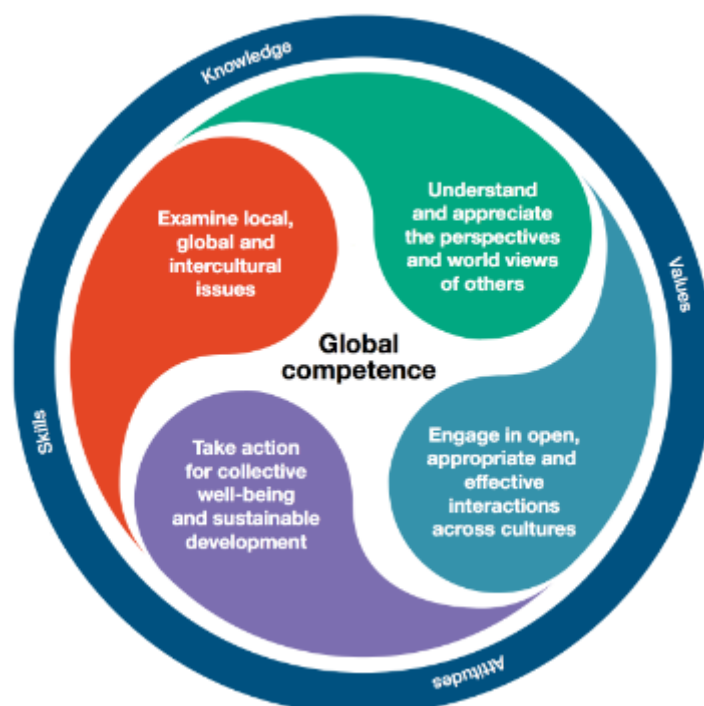 Knowledge
Examine local,
global and
intercultural
issues
Understand
and appreciate
the perspectives
and world views
of others
Values
Global
competence
Skills
Take action
for collective
well-being
and sustainable
development
Engage in open,
appropriate and
effective
interactions
across cultures
Attitudes